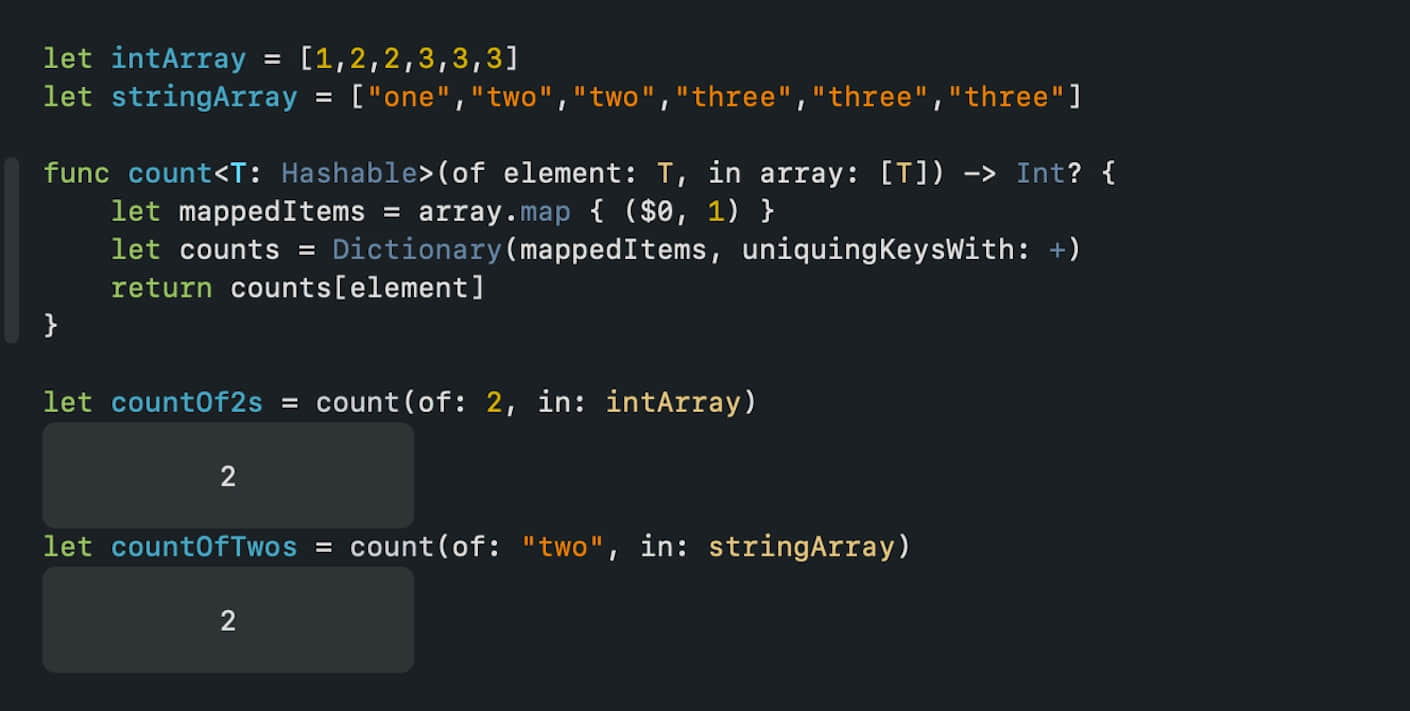 let intArray = [1,2,2,3,3,3]
let stringArray = ["one","two","two","three","three","three"]
func count<T: Hashable>(of element: T, in array: [T]) -> Int? {
    let mappedItems = array.map { ($0, 1) }
    let counts = Dictionary(mappedItems, uniquingKeysWith: +)
    return counts[element]
}
let countOf2s = count(of: 2, in: intArray)
2
let countOfTwos = count(of: "two", in: stringArray)
2